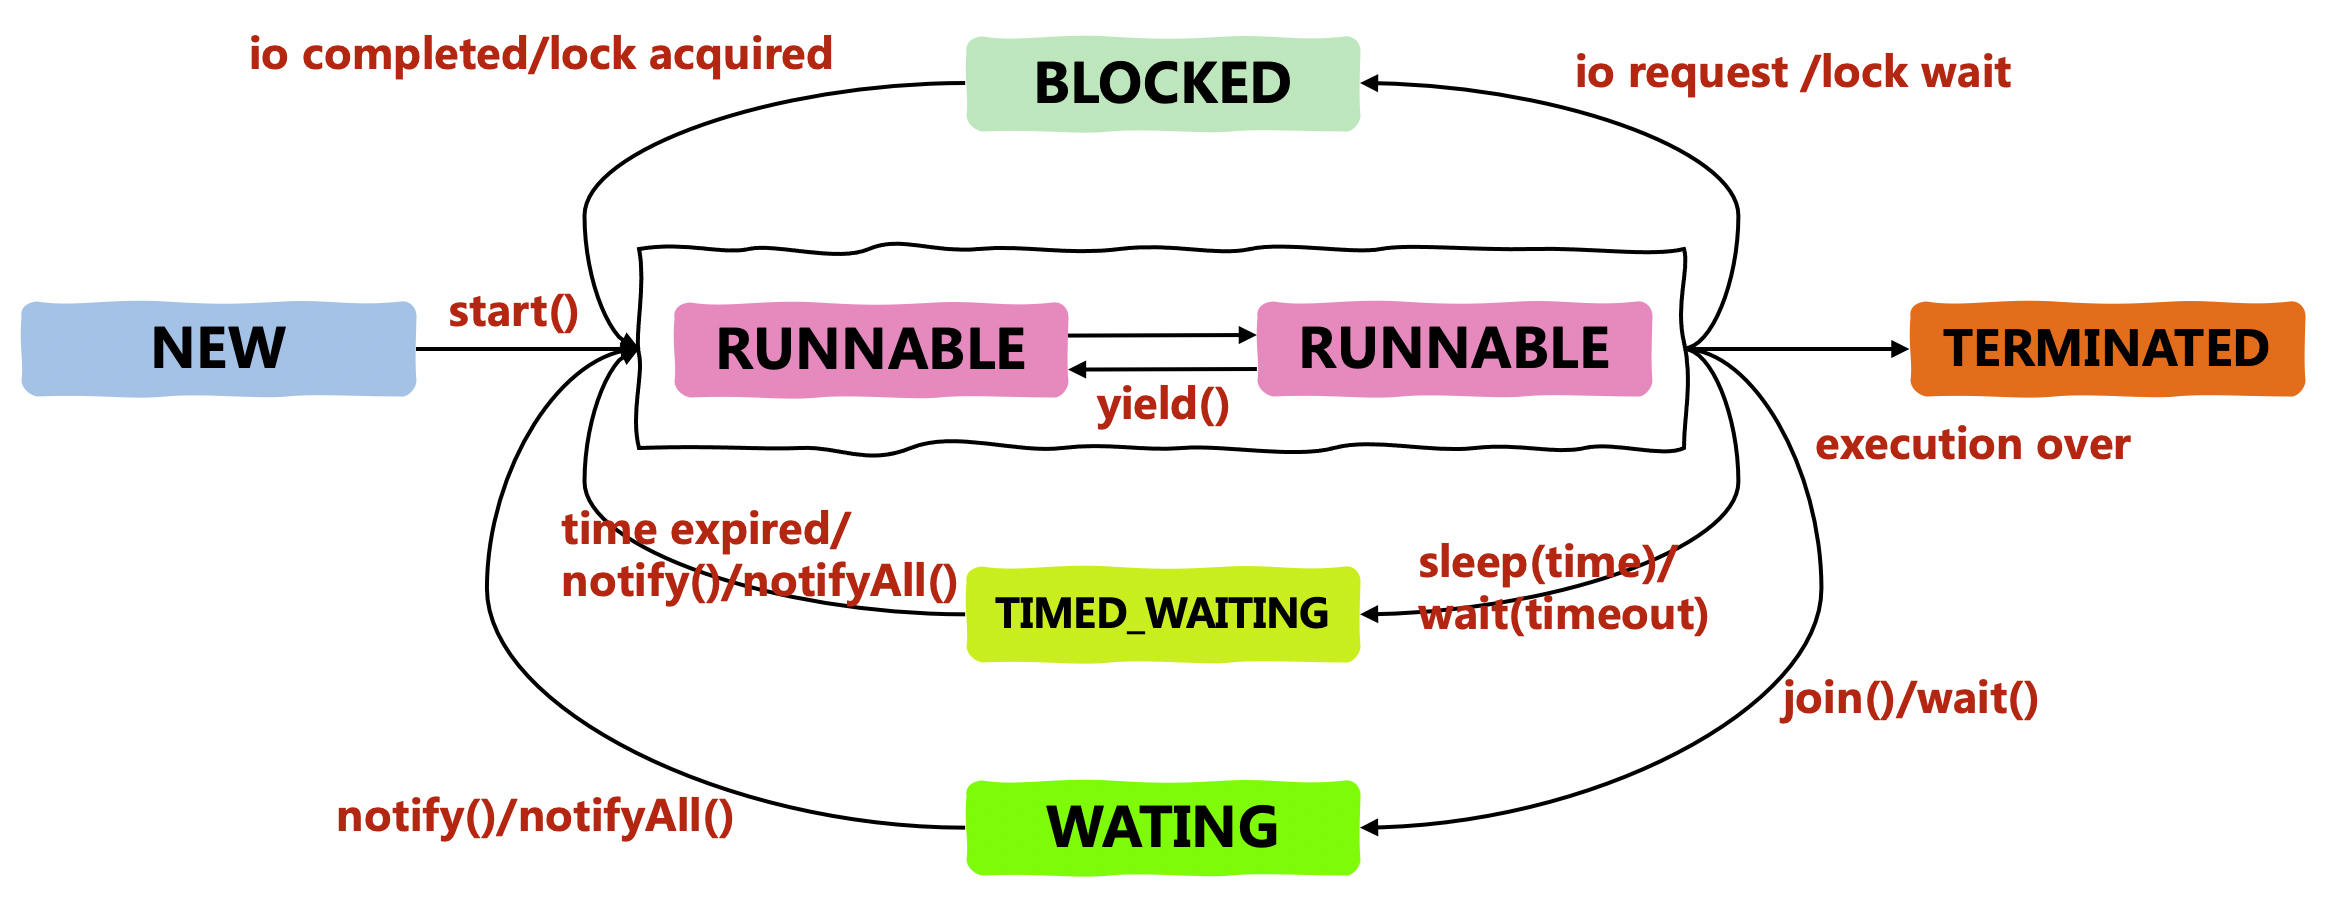 io completed/lock acquired
BLOCKED
io request /lock wait
NEW
start()
RUNNABLE
yield()
RUNNABLE
TERMINATED
execution over
time expired/
notify()/notifyAll()
TIMED_WAITING
sleep(time)/
wait(timeout)
join()/wait()
notify()/notifyAll()
WATING